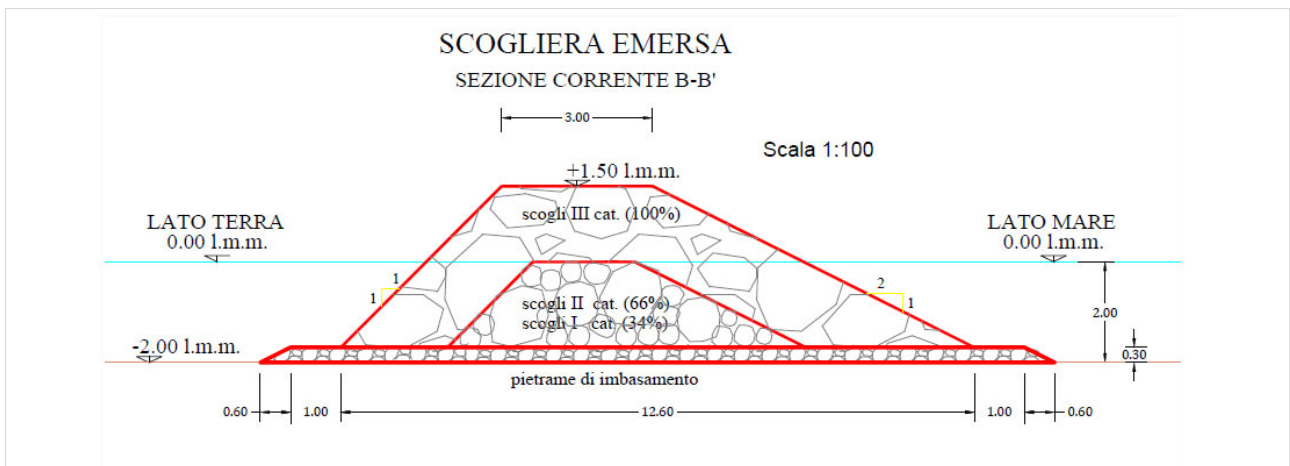 SCOGLIERA EMERSA
SEZIONE CORRENTE B-B'
3.00
Scala 1:100
+1.50 l.m.m.
scogli III cat. (100%)
LATO TERRA
0.00 l.m.m.
LATO MARE
0.00 l.m.m.
1
1
2
1
scogli II cat. (66%)
scogli I cat. (34%)
2.00
-2.00 l.m.m.
0.30
pietrame di imbasamento
0.60
1.00
12.60
1.00
0.60